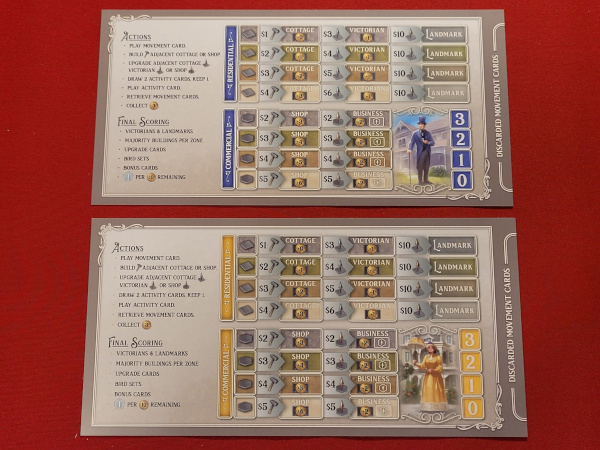 Actions
· Play movement card.
· Build adjacent cottage or shop.
· Upgrade adjacent cottage
Victorian or shop
· Draw 2 activity cards, keep 1.
· Play activity card.
· Retrieve movement cards.
· Collect
Final Scoring
· Victorians & Landmarks
· Majority buildings per zone
· Upgrade cards
· Bird sets
· Bonus cards
· per remaining
Residential
$1 Cottage $3 Victorian $10 Landmark
$2 Cottage $4 Victorian $10 Landmark
$3 Cottage $5 Victorian $10 Landmark
$4 Cottage $6 Victorian $10 Landmark
Commercial
$2 Shop $2 Business
$3 Shop $3 Business
$4 Shop $4 Business
$5 Shop $5 Business
3
2
1
0
Discarded Movement Cards
Actions
Play movement card.
Build adjacent cottage or shop.
Upgrade adjacent cottage
Victorian or shop
Draw 2 activity cards, keep 1.
Play activity card.
Retrieve movement cards.
Collect
Final Scoring
Victorians & Landmarks
Majority buildings per zone
Upgrade cards
Bird sets
Bonus cards
per remaining
Residential
$1 Cottage $3 Victorian $10 Landmark
$2 Cottage $4 Victorian $10 Landmark
$3 Cottage $5 Victorian $10 Landmark
$4 Cottage $6 Victorian $10 Landmark
Commercial
$2 Shop $2 Business
$3 Shop $3 Business
$4 Shop $4 Business
$5 Shop $5 Business
3
2
1
0
Discarded Movement Cards